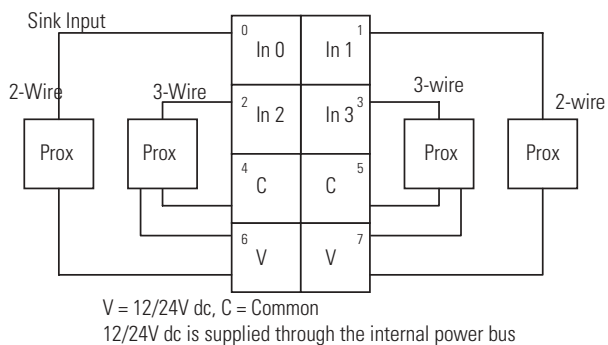 Sink Input
0 In 0 1 In 1
2-Wire 3-Wire 2 In 2 3 In 3 3-wire 2-wire
Prox Prox Prox Prox
4 C 5 C
6 V 7 V
V = 12/24V dc, C = Common
12/24V dc is supplied through the internal power bus